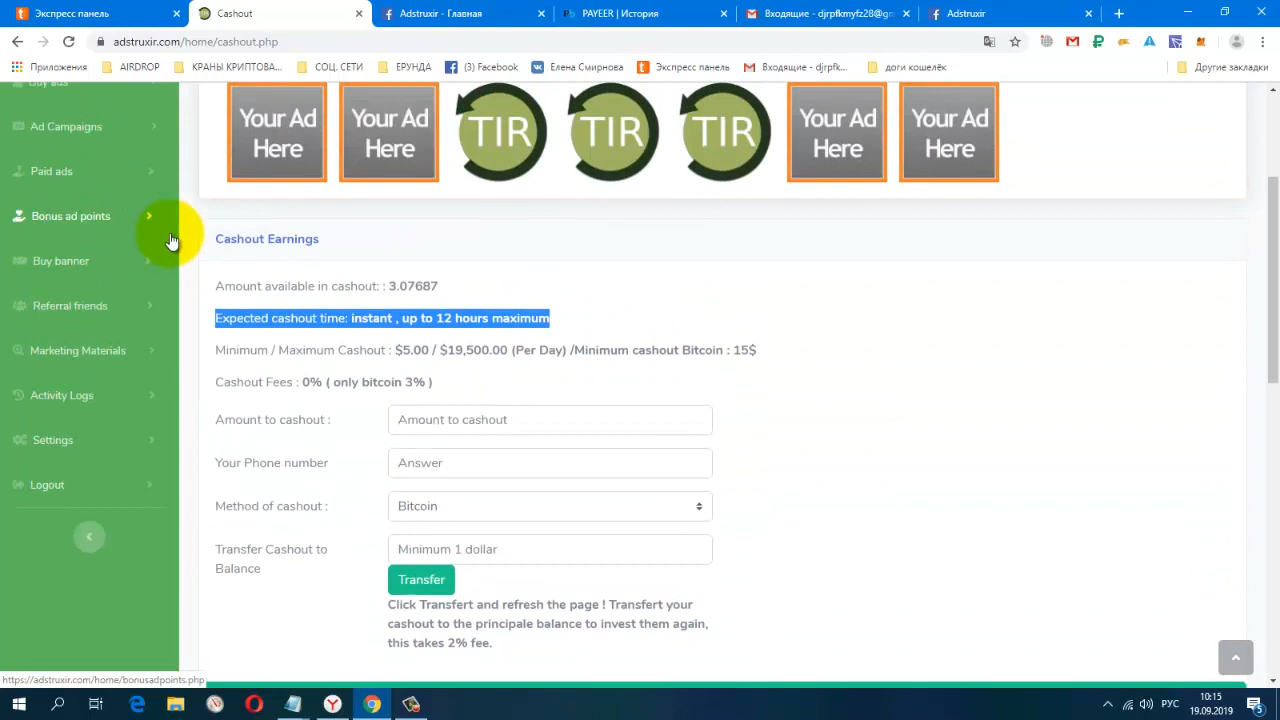 Экспресс панель
Cashout
Adstruxir - Главная
PAYEER | История
Входящие - djrpfkmyfz28@gm
Adstruxir
adstruxir.com/home/cashout.php
Приложения
AIRDROP
КРАНЫ КРИПТОВА...
СОЦ. СЕТИ
ЕРУНДА
(3) Facebook
Елена Смирнова
Экспресс панель
Входящие - djrpfk...
доги кошелёк
Другие закладки
Buy ads
Ad Campaigns
Paid ads
Bonus ad points
Buy banner
Referral friends
Marketing Materials
Activity Logs
Settings
Logout
Your Ad
Here
Your Ad
Here
TIR
TIR
TIR
Your Ad
Here
Your Ad
Here
Cashout Earnings
Amount available in cashout: : 3.07687
Expected cashout time: instant , up to 12 hours maximum
Minimum / Maximum Cashout : $5.00 / $19,500.00 (Per Day) /Minimum cashout Bitcoin : 15$
Cashout Fees : 0% ( only bitcoin 3% )
Amount to cashout :
Amount to cashout
Your Phone number
Answer
Method of cashout :
Bitcoin
Transfer Cashout to
Balance
Minimum 1 dollar
Transfer
Click Transfert and refresh the page ! Transfert your
cashout to the principale balance to invest them again,
this takes 2% fee.
https://adstruxir.com/home/bonusadpoints.php
РУС
10:15
19.09.2019